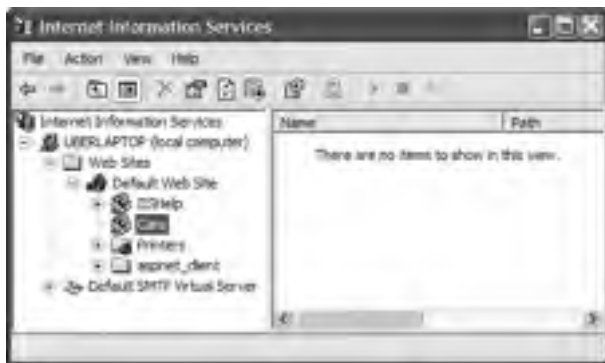 Internet Information Services
File Action View Help
Internet Information Services
UBERLAPTOP (local computer)
Web Sites
Default Web Site
IISHelp
Cars
Printers
aspnet_client
Default SMTP Virtual Server
Name Path
There are no items to show in this view.